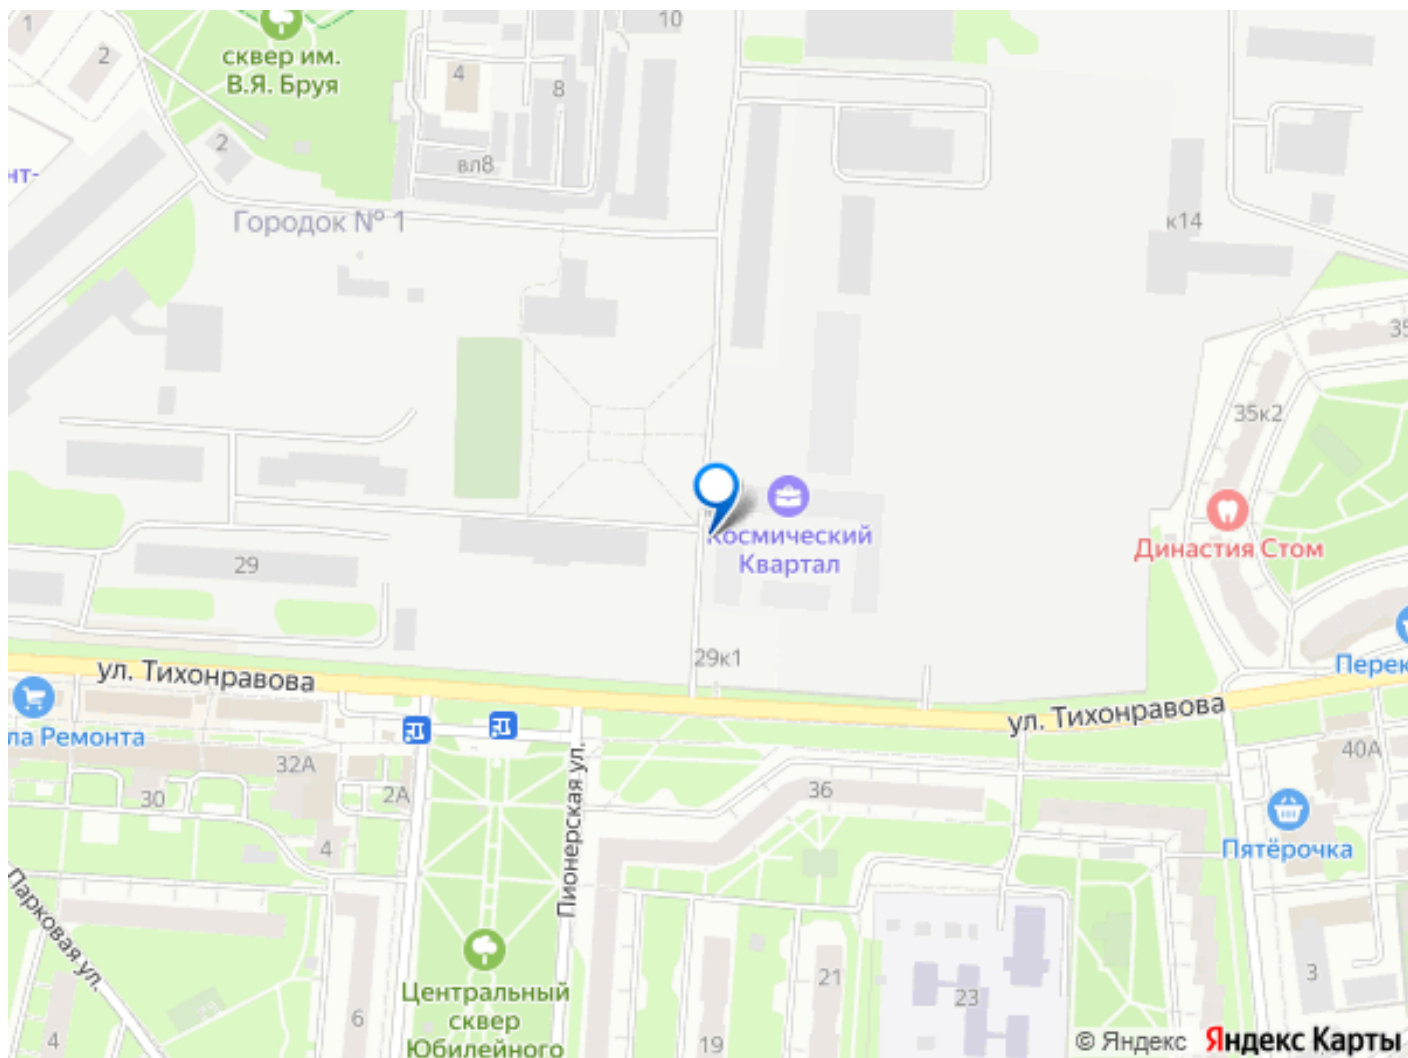 1
10
2
сквер им.
В.Я. Бруя
4
8
2
вл8
нт-
Городок № 1
к14
35
35к2
Космический
Квартал
Династия Стом
29
29к1
Перек
ул. Тихонравова
ул. Тихонравова
ла Ремонта
32А
30
2А
4
36
40А
Пионерская ул.
Пятёрочка
Парковая ул.
Центральный
сквер
Юбилейного
6
4
21
23
3
19
© Яндекс Яндекс Карты